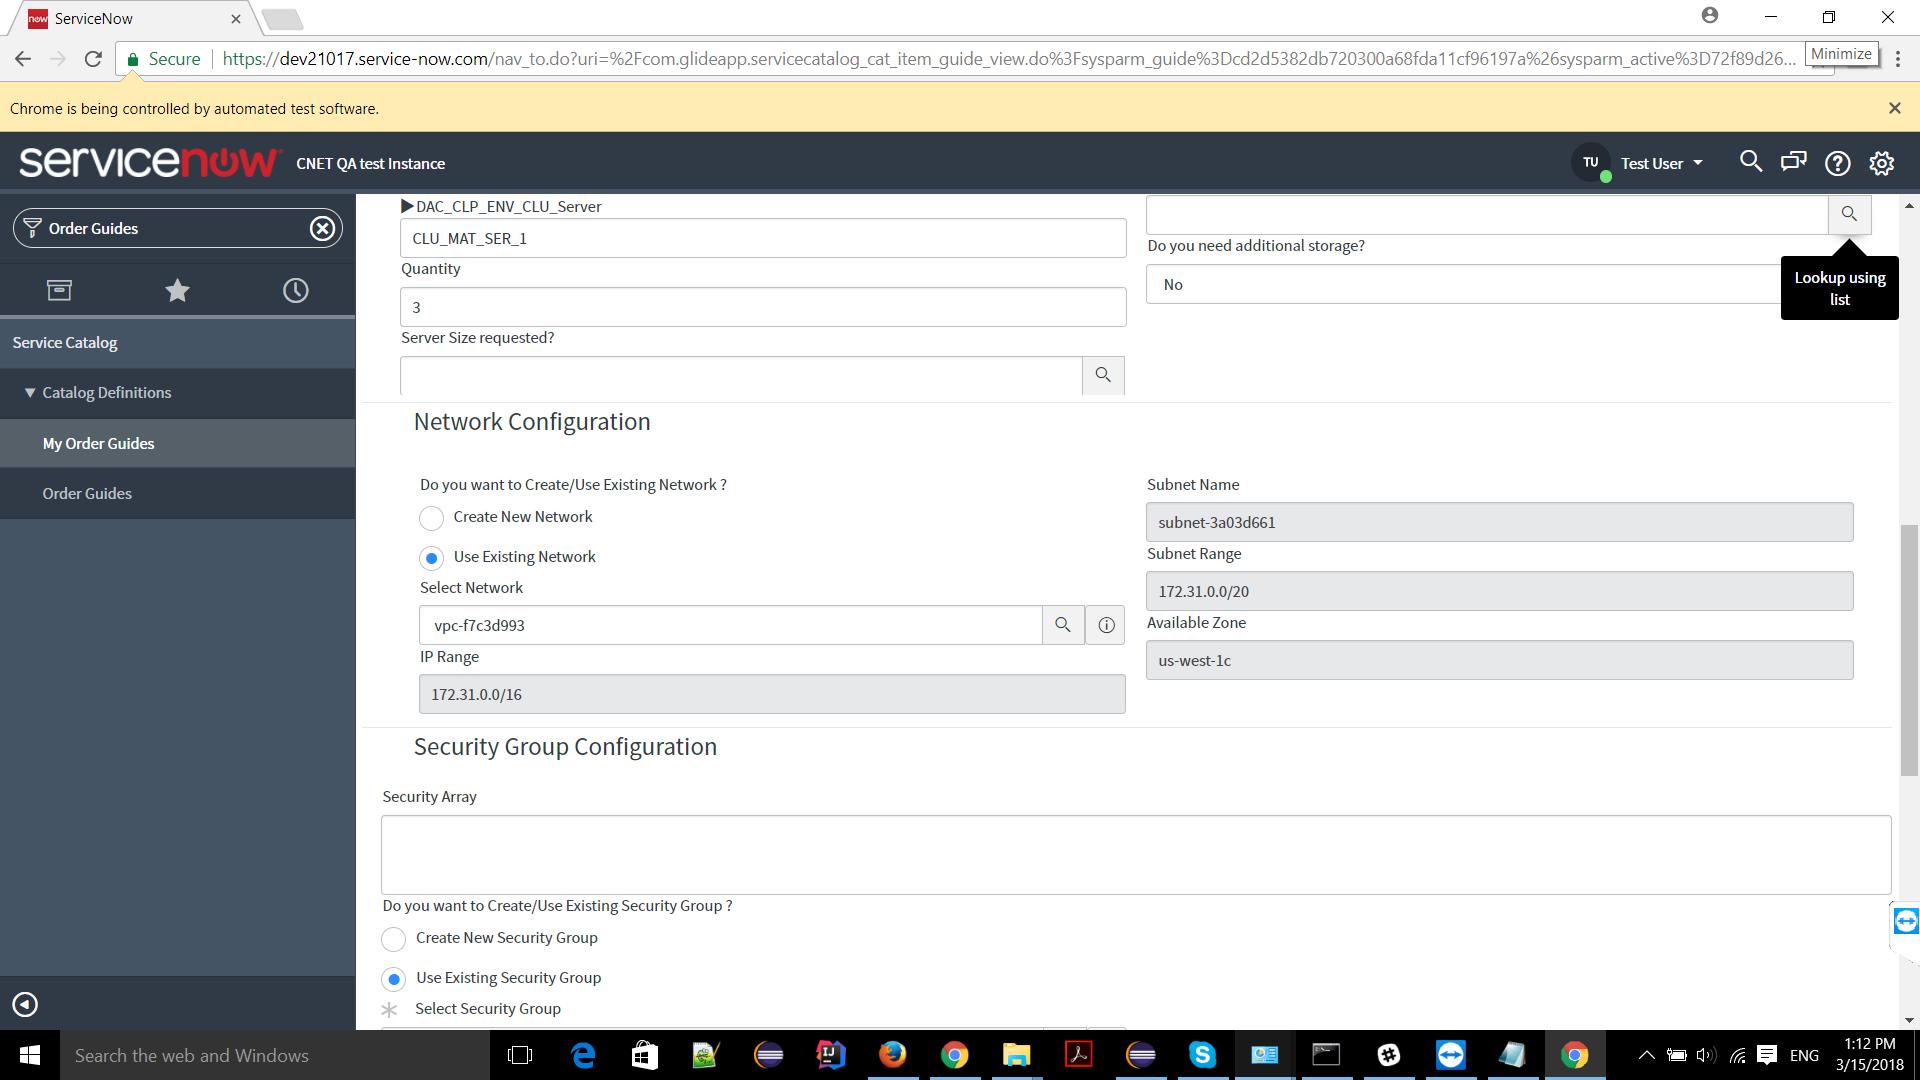 now ServiceNow
Minimize
Secure https://dev21017.service-now.com/nav_to.do?uri=%2Fcom.glideapp.servicecatalog_cat_item_guide_view.do%3Fsysparm_guide%3Dcd2d5382db720300a68fda11cf96197a%26sysparm_active%3D72f89d26...
Chrome is being controlled by automated test software.
servicenow CNET QA test Instance
TU Test User
Order Guides
Service Catalog
Catalog Definitions
My Order Guides
Order Guides
DAC_CLP_ENV_CLU_Server
CLU_MAT_SER_1
Quantity
3
Server Size requested?
Do you need additional storage?
No
Lookup using
list
Network Configuration
Do you want to Create/Use Existing Network ?
Create New Network
Use Existing Network
Select Network
vpc-f7c3d993
IP Range
172.31.0.0/16
Subnet Name
subnet-3a03d661
Subnet Range
172.31.0.0/20
Available Zone
us-west-1c
Security Group Configuration
Security Array
Do you want to Create/Use Existing Security Group ?
Create New Security Group
Use Existing Security Group
Select Security Group
Search the web and Windows
ENG
1:12 PM
3/15/2018